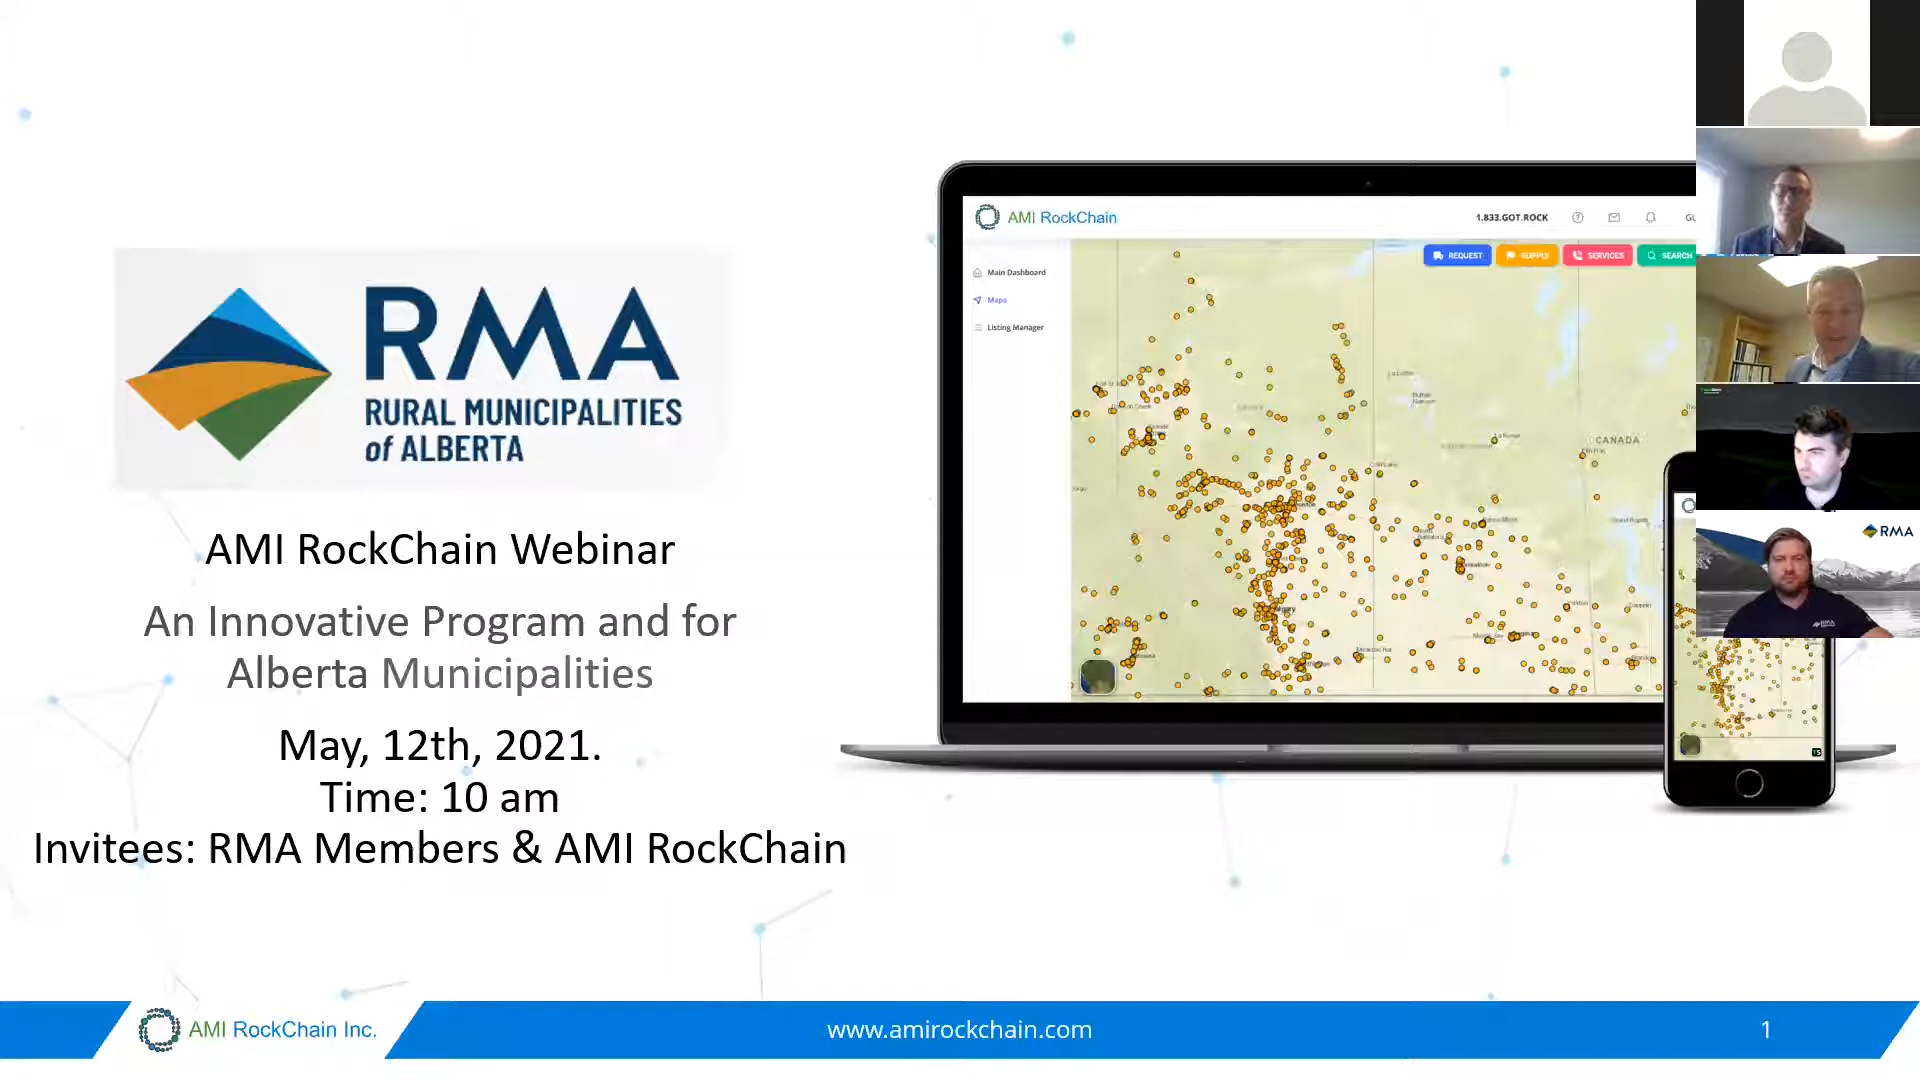 RMA
RURAL MUNICIPALITIES
of ALBERTA
AMI RockChain Webinar
An Innovative Program and for
Alberta Municipalities
May, 12th, 2021.
Time: 10 am
Invitees: RMA Members & AMI RockChain
AMI RockChain
1.833.GOT.ROCK
Main Dashboard
Maps
Listing Manager
REQUEST
SUPPLY
SERVICES
SEARCH
CANADA
RMA
AMI RockChain Inc.
www.amirockchain.com
1